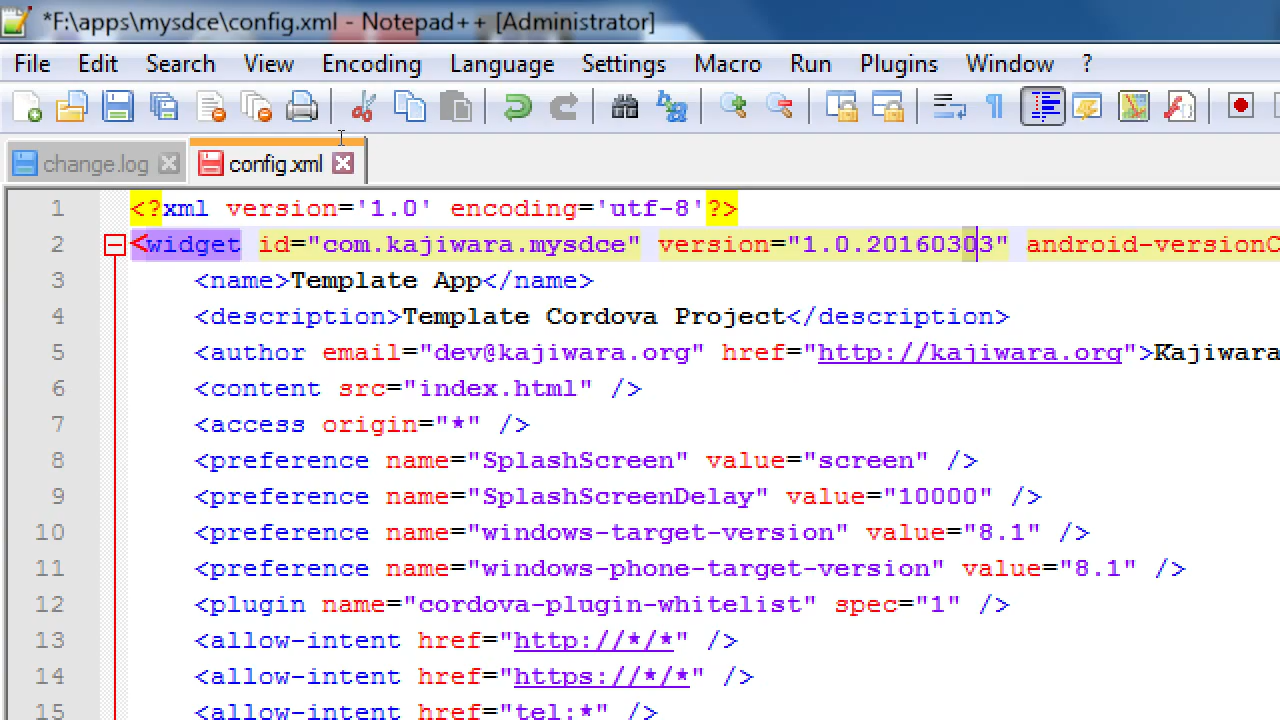 *F:\apps\mysdce\config.xml - Notepad++ [Administrator]
File Edit Search View Encoding Language Settings Macro Run Plugins Window ?
change.log config.xml
1 <?xml version='1.0' encoding='utf-8'?>
2 <widget id="com.kajiwara.mysdce" version="1.0.20160303" android-versionC
3 <name>Template App</name>
4 <description>Template Cordova Project</description>
5 <author email="dev@kajiwara.org" href="http://kajiwara.org">Kajiwara
6 <content src="index.html" />
7 <access origin="*" />
8 <preference name="SplashScreen" value="screen" />
9 <preference name="SplashScreenDelay" value="10000" />
10 <preference name="windows-target-version" value="8.1" />
11 <preference name="windows-phone-target-version" value="8.1" />
12 <plugin name="cordova-plugin-whitelist" spec="1" />
13 <allow-intent href="http://*/*" />
14 <allow-intent href="https://*/*" />
15 <allow-intent href="tel:*" />